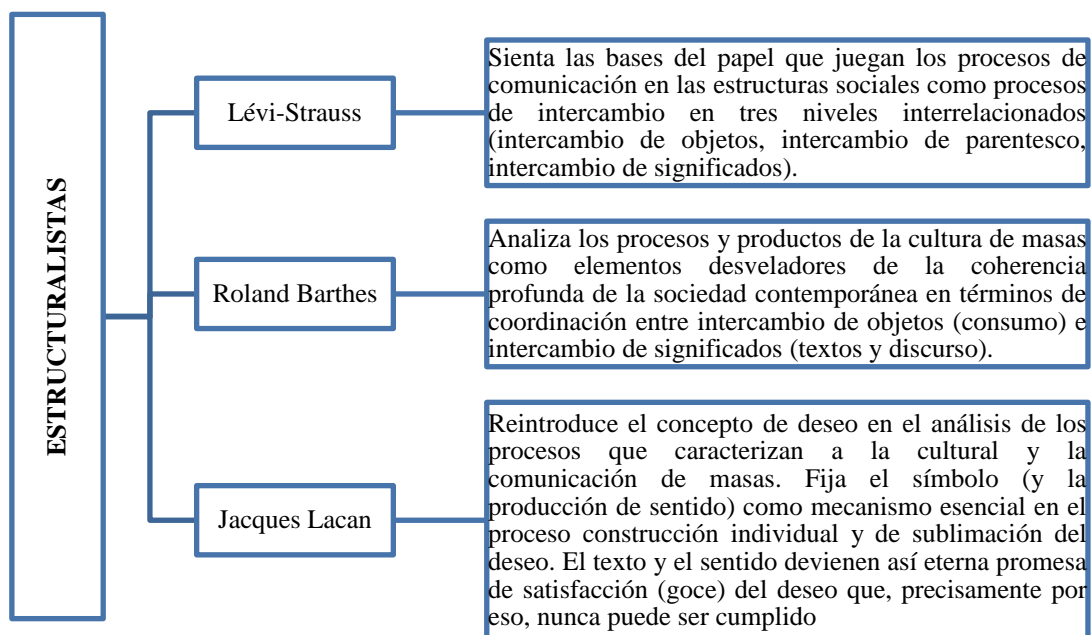 ESTRUCTURALISTAS
Lévi-Strauss
Sienta las bases del papel que juegan los procesos de
comunicación en las estructuras sociales como procesos
de intercambio en tres niveles interrelacionados
(intercambio de objetos, intercambio de parentesco,
intercambio de significados).
Roland Barthes
Analiza los procesos y productos de la cultura de masas
como elementos desveladores de la coherencia
profunda de la sociedad contemporánea en términos de
coordinación entre intercambio de objetos (consumo) e
intercambio de significados (textos y discurso).
Jacques Lacan
Reintroduce el concepto de deseo en el análisis de los
procesos que caracterizan a la cultural y la
comunicación de masas. Fija el símbolo (y la
producción de sentido) como mecanismo esencial en el
proceso construcción individual y de sublimación del
deseo. El texto y el sentido devienen así eterna promesa
de satisfacción (goce) del deseo que, precisamente por
eso, nunca puede ser cumplido